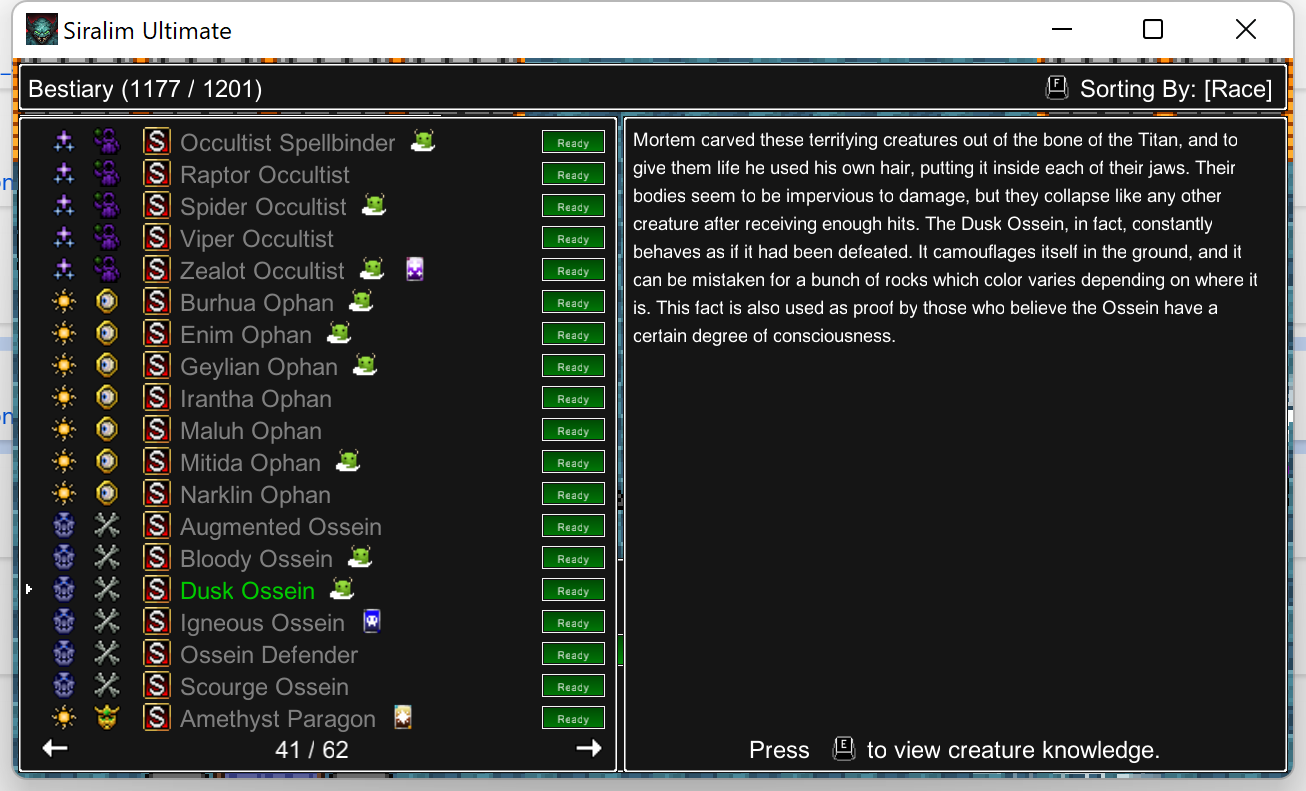 Siralim Ultimate
Bestiary (1177 / 1201)
F Sorting By: [Race]
S Occultist Spellbinder Ready
S Raptor Occultist Ready
S Spider Occultist Ready
S Viper Occultist Ready
S Zealot Occultist Ready
S Burhua Ophan Ready
S Enim Ophan Ready
S Geylian Ophan Ready
S Irantha Ophan Ready
S Maluh Ophan Ready
S Mitida Ophan Ready
S Narklin Ophan Ready
S Augmented Ossein Ready
S Bloody Ossein Ready
S Dusk Ossein Ready
S Igneous Ossein Ready
S Ossein Defender Ready
S Scourge Ossein Ready
S Amethyst Paragon Ready
41 / 62
Mortem carved these terrifying creatures out of the bone of the Titan, and to
give them life he used his own hair, putting it inside each of their jaws. Their
bodies seem to be impervious to damage, but they collapse like any other
creature after receiving enough hits. The Dusk Ossein, in fact, constantly
behaves as if it had been defeated. It camouflages itself in the ground, and it
can be mistaken for a bunch of rocks which color varies depending on where it
is. This fact is also used as proof by those who believe the Ossein have a
certain degree of consciousness.
Press E to view creature knowledge.
on
on